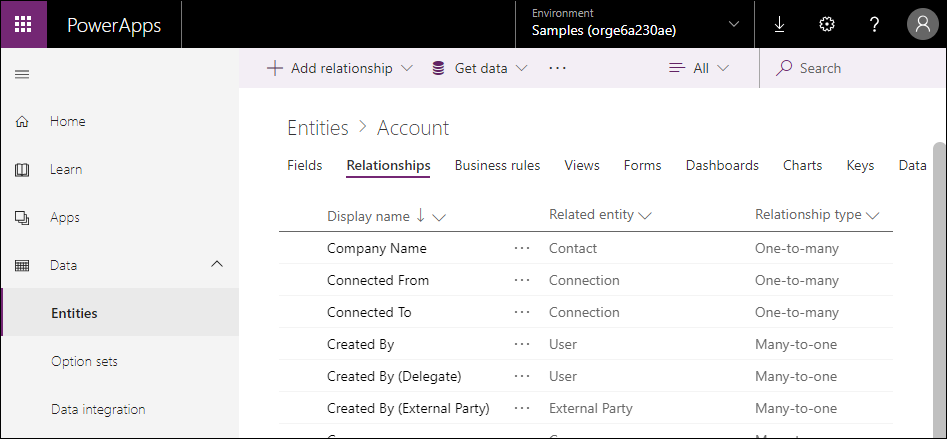 PowerApps
Environment
Samples (orge6a230ae)
Add relationship
Get data
All
Search
Home
Learn
Apps
Data
Entities
Option sets
Data integration
Entities > Account
Fields Relationships Business rules Views Forms Dashboards Charts Keys Data
Display name Related entity Relationship type
Company Name ... Contact One-to-many
Connected From ... Connection One-to-many
Connected To ... Connection One-to-many
Created By ... User Many-to-one
Created By (Delegate) ... User Many-to-one
Created By (External Party) ... External Party Many-to-one